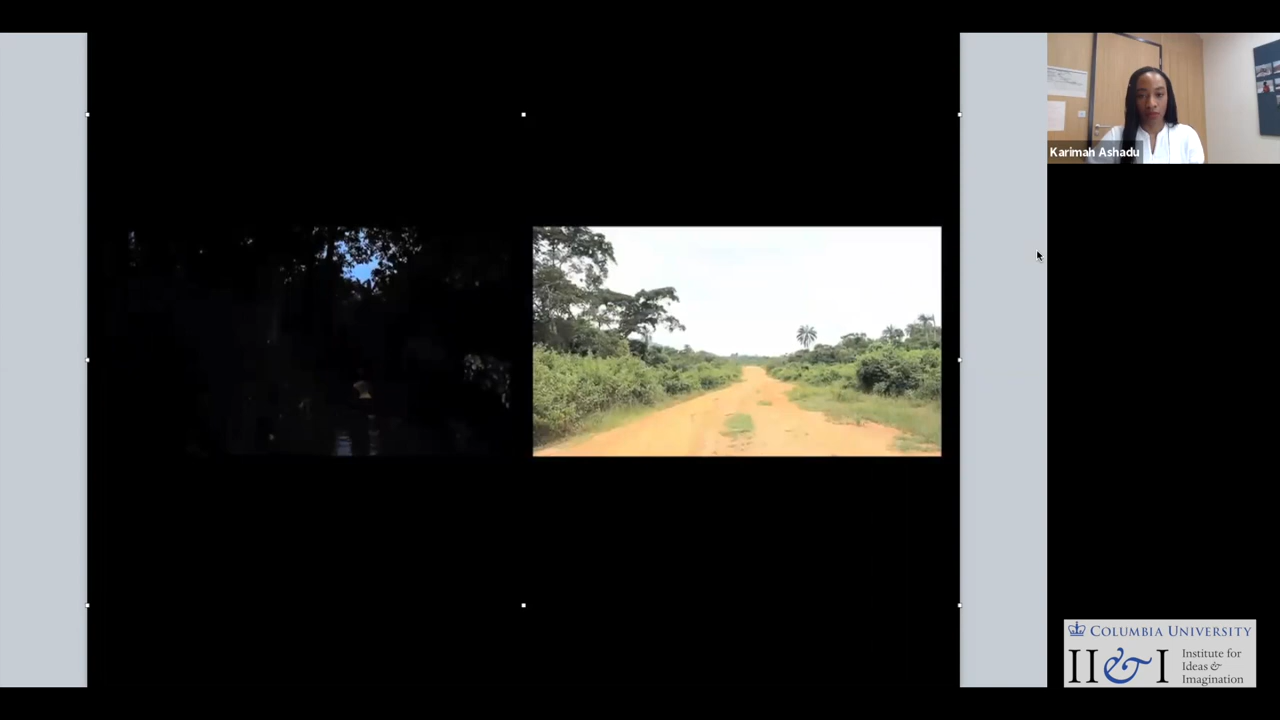 Karimah Ashadu
COLUMBIA UNIVERSITY
II&I
Institute for
Ideas &
Imagination